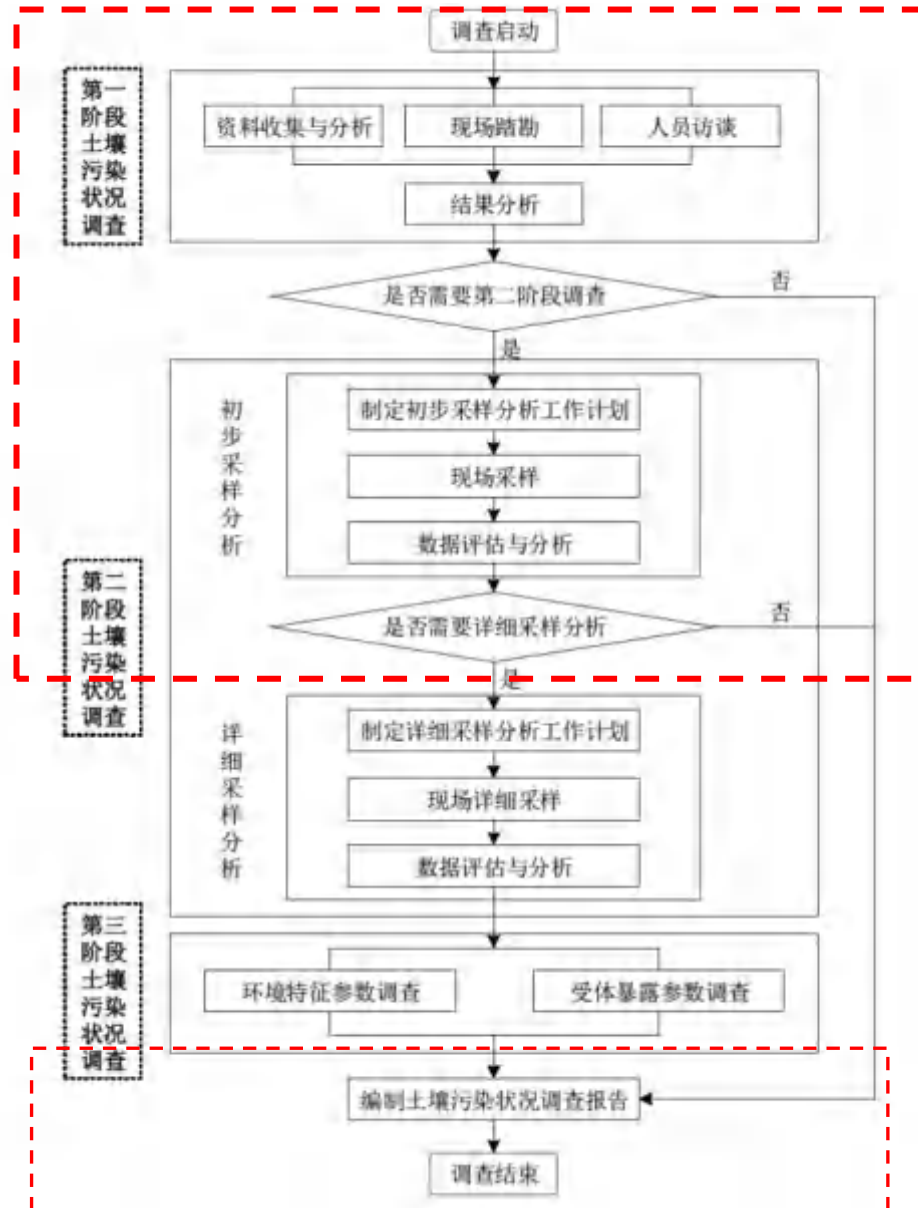 调查启动
第一
阶段
土壤
污染
状况
调查
资料收集与分析
现场踏勘
人员访谈
结果分析
是否需要第二阶段调查
否
是
初
步
采
样
分
析
制定初步采样分析工作计划
现场采样
数据评估与分析
第二
阶段
土壤
污染
状况
调查
是否需要详细采样分析
否
是
详
细
采
样
分
析
制定详细采样分析工作计划
现场详细采样
数据评估与分析
第三
阶段
土壤
污染
状况
调查
环境特征参数调查
受体暴露参数调查
编制土壤污染状况调查报告
调查结束